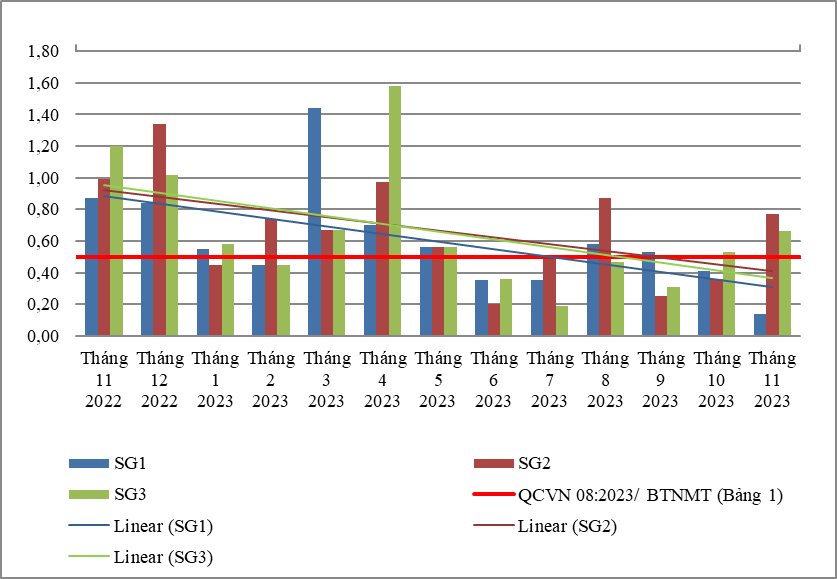 1,80
1,60
1,40
1,20
1,00
0,80
0,60
0,40
0,20
0,00
Tháng Tháng Tháng Tháng Tháng Tháng Tháng Tháng Tháng Tháng Tháng Tháng Tháng
11 12 1 2 3 4 5 6 7 8 9 10 11
2022 2022 2023 2023 2023 2023 2023 2023 2023 2023 2023 2023 2023
SG1 SG2
SG3 QCVN 08:2023/ BTNMT (Bảng 1)
Linear (SG1) Linear (SG2)
Linear (SG3)